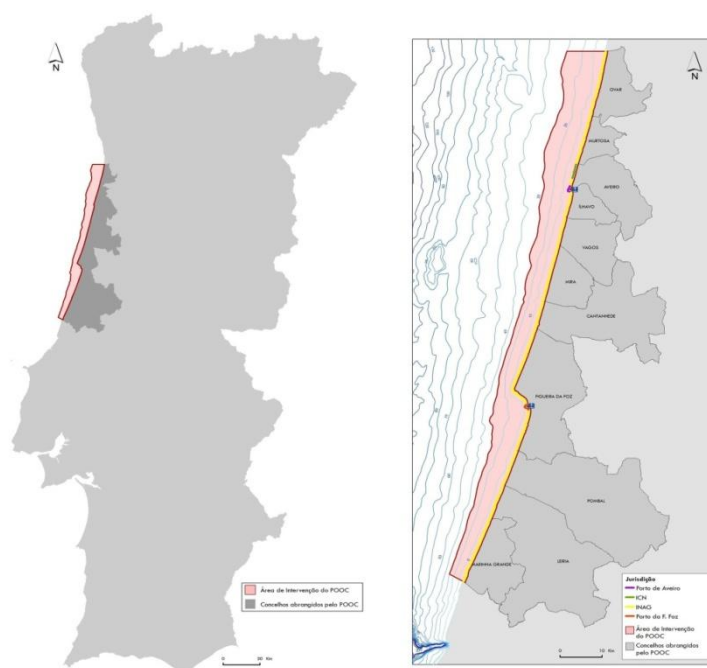 N
Área de Intervenção do POOC
Concelhos abrangidos pelo POOC
0
N
OVAR
MURTOSA
AVEIRO
ÍLHAVO
VAGOS
MIRA
CANTANHEDE
FIGUEIRA DA FOZ
POMBAL
LEIRIA
MARINHA GRANDE
Jurisdição
Porto de Aveiro
ICN
INAG
Porto da F. Foz
Área de Intervenção
do POOC
Concelhos abrangidos
pelo POOC
0 10 Km